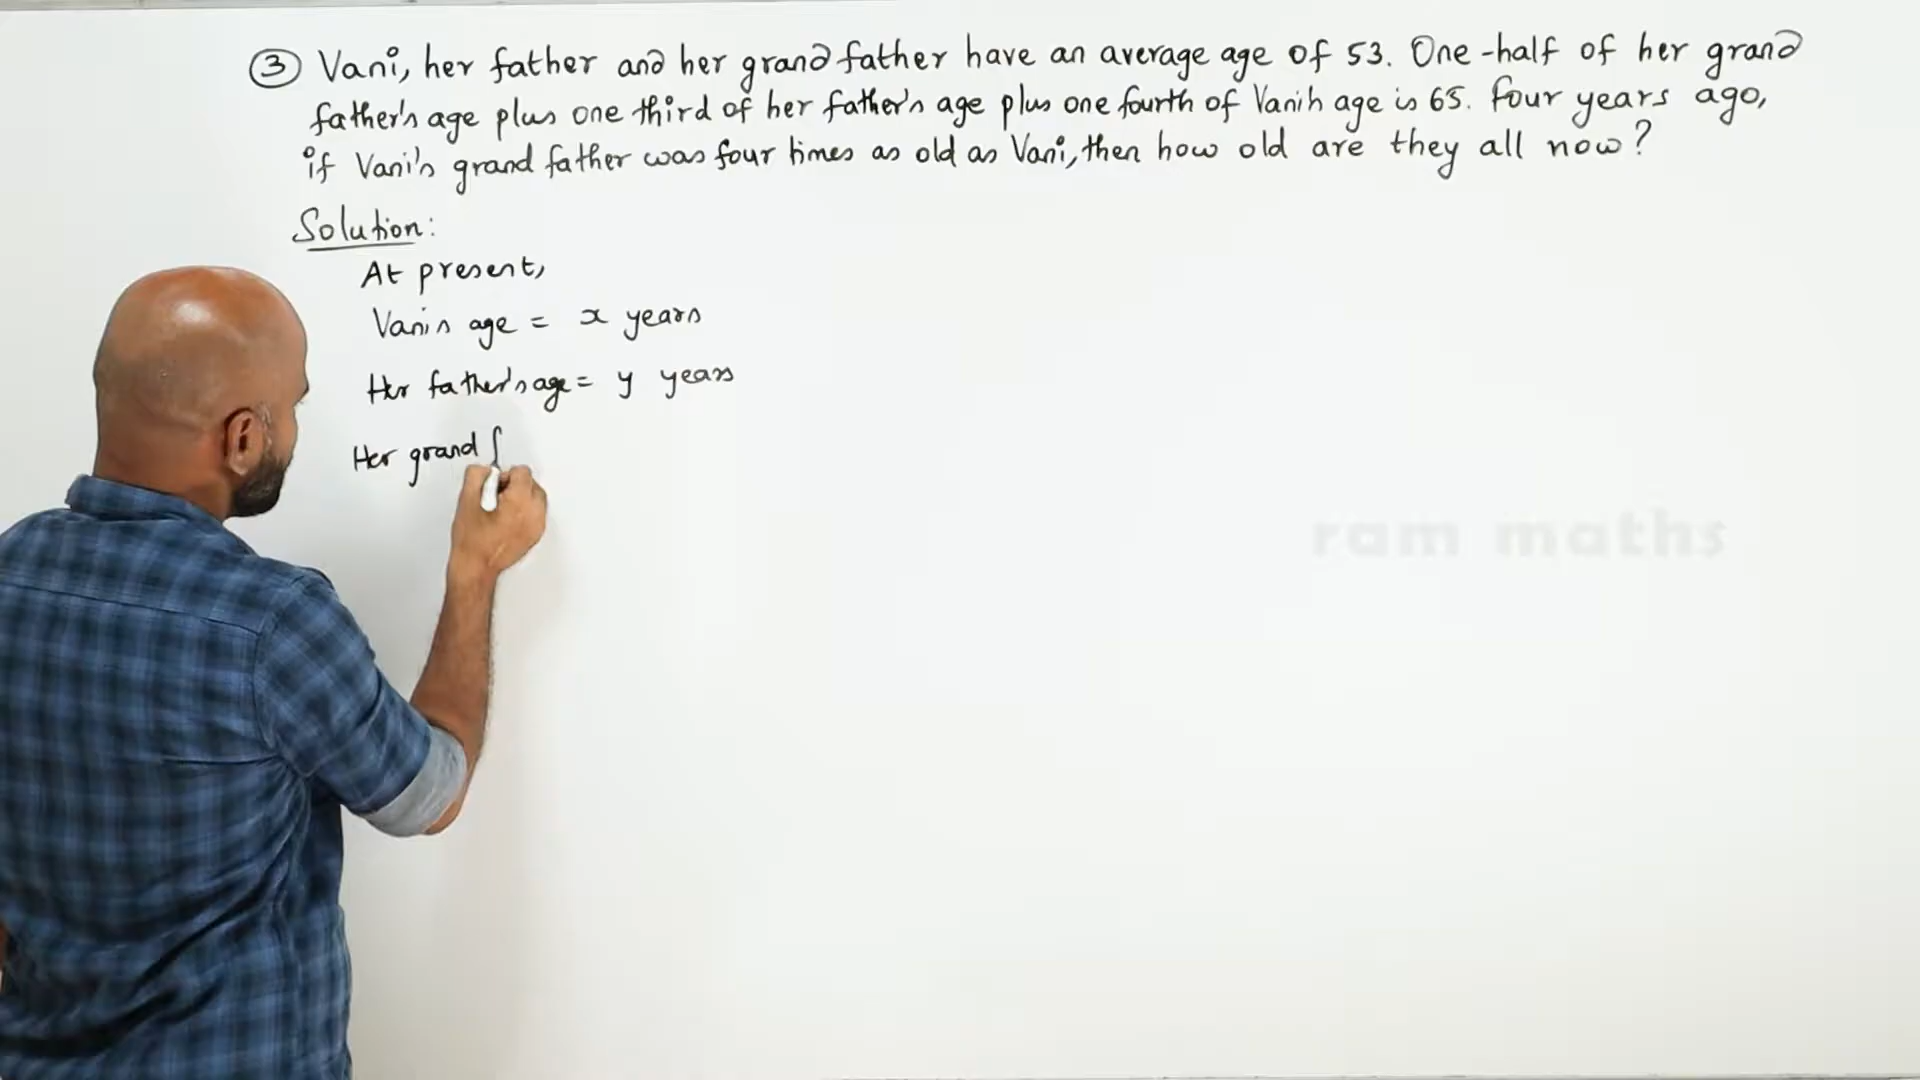 ③ Vani, her father and her grand father have an average age of 53. One-half of her grand
father's age plus one third of her father's age plus one fourth of Vani's age is 65. Four years ago,
if Vani's grand father was four times as old as Vani, then how old are they all now?
Solution:
At present,
Vani's age = x years
Her father's age = y years
Her grand f
ram maths